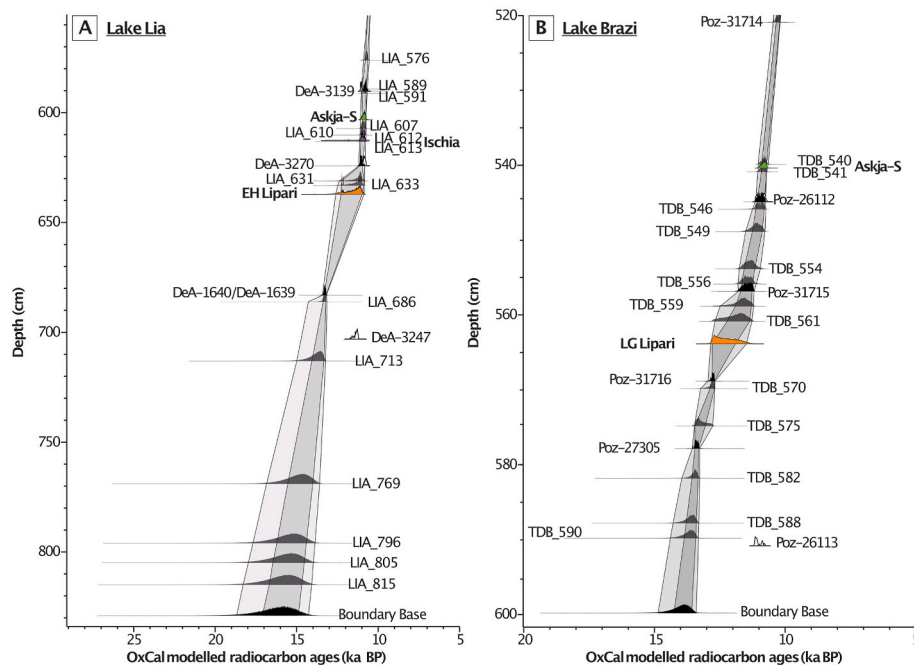 A Lake Lia
LIA_576
DeA-3139
LIA_589
LIA_591
600
Askja-S
LIA_607
LIA_610
LIA_612
Ischia
LIA_613
DeA-3270
LIA_631
LIA_633
EH Lipari
650
DeA-1640/DeA-1639
LIA_686
700
DeA-3247
LIA_713
750
LIA_769
LIA_796
800
LIA_805
LIA_815
Boundary Base
Depth (cm)
25
20
15
10
5
OxCal modelled radiocarbon ages (ka BP)
B Lake Brazi
520
Poz-31714
540
TDB_540
TDB_541
Askja-S
Poz-26112
TDB_546
TDB_549
TDB_554
TDB_556
Poz-31715
TDB_559
560
TDB_561
LG Lipari
Poz-31716
TDB_570
TDB_575
Poz-27305
580
TDB_582
TDB_588
TDB_590
Poz-26113
600
Boundary Base
Depth (cm)
20
15
10
5
OxCal modelled radiocarbon ages (ka BP)